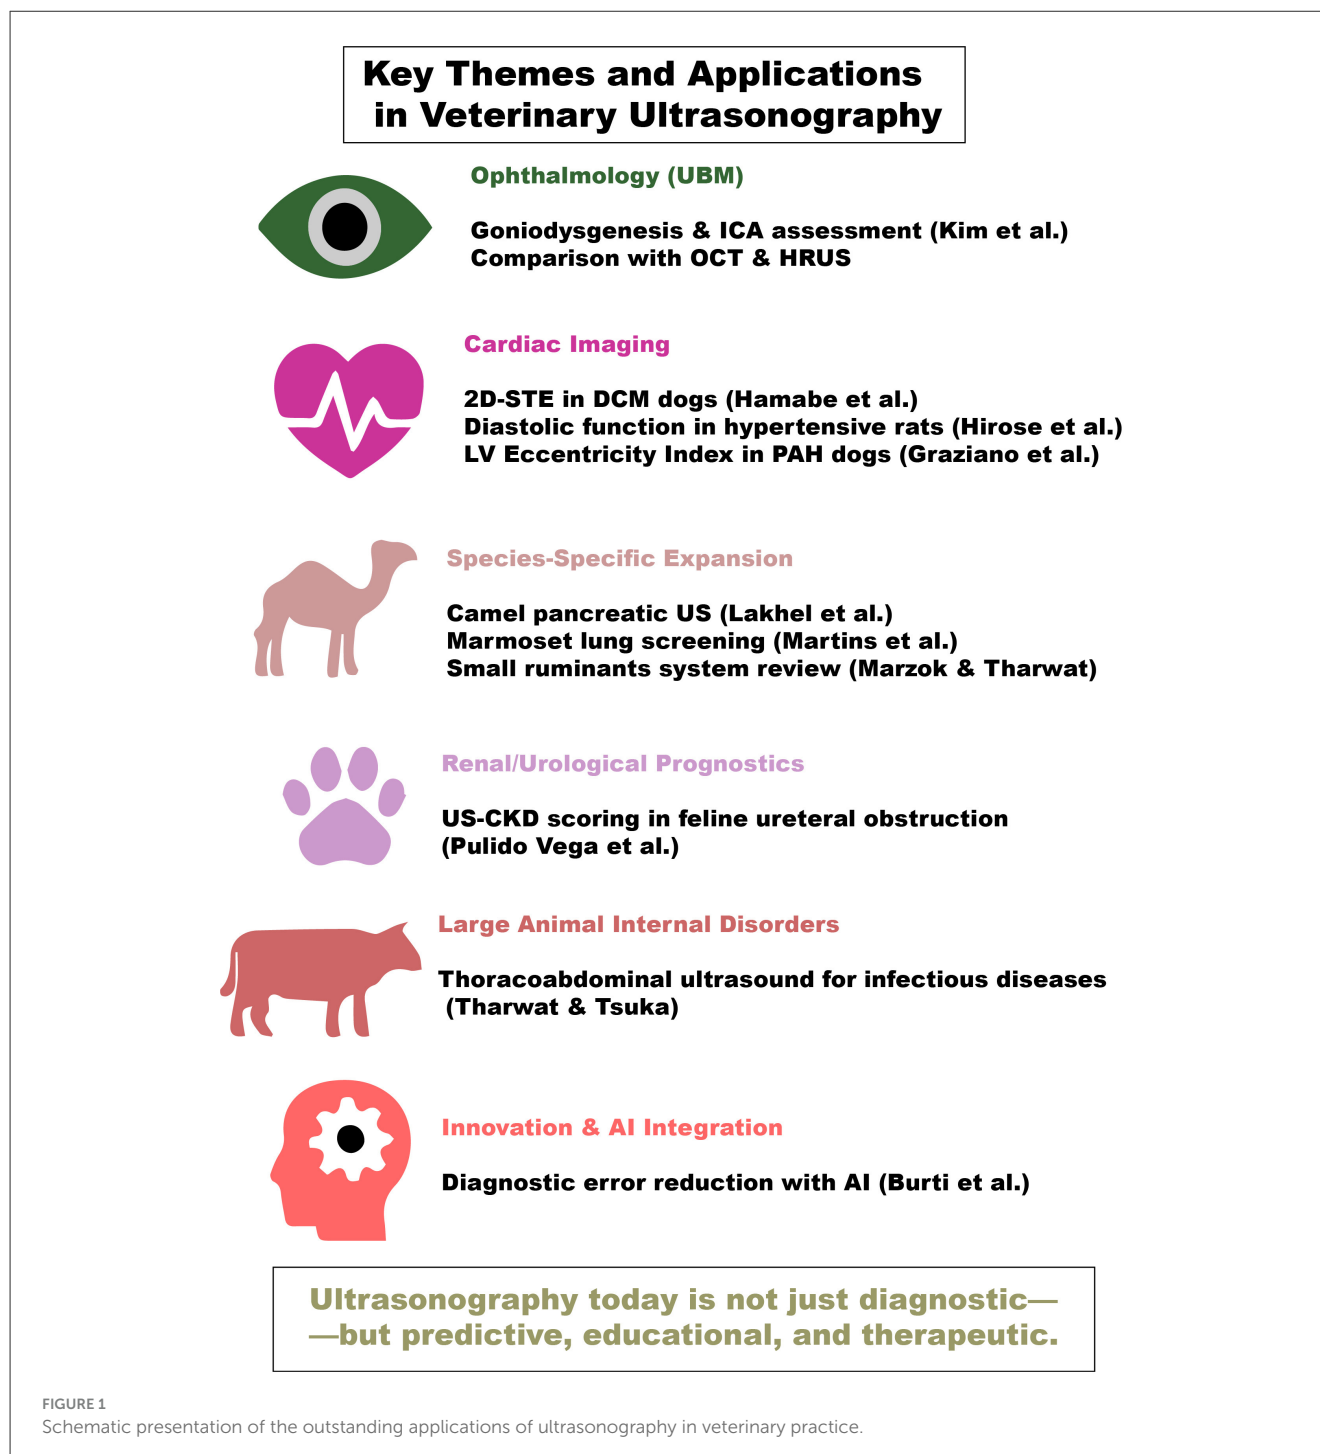 Key Themes and Applications
in Veterinary Ultrasonography
Ophthalmology (UBM)
Goniodysgenesis & ICA assessment (Kim et al.)
Comparison with OCT & HRUS
Cardiac Imaging
2D-STE in DCM dogs (Hamabe et al.)
Diastolic function in hypertensive rats (Hirose et al.)
LV Eccentricity Index in PAH dogs (Graziano et al.)
Species-Specific Expansion
Camel pancreatic US (Lakhel et al.)
Marmoset lung screening (Martins et al.)
Small ruminants system review (Marzok & Tharwat)
Renal/Urological Prognostics
US-CKD scoring in feline ureteral obstruction
(Pulido Vega et al.)
Large Animal Internal Disorders
Thoracoabdominal ultrasound for infectious diseases
(Tharwat & Tsuka)
Innovation & AI Integration
Diagnostic error reduction with AI (Burti et al.)
Ultrasonography today is not just diagnostic—
—but predictive, educational, and therapeutic.
FIGURE 1
Schematic presentation of the outstanding applications of ultrasonography in veterinary practice.